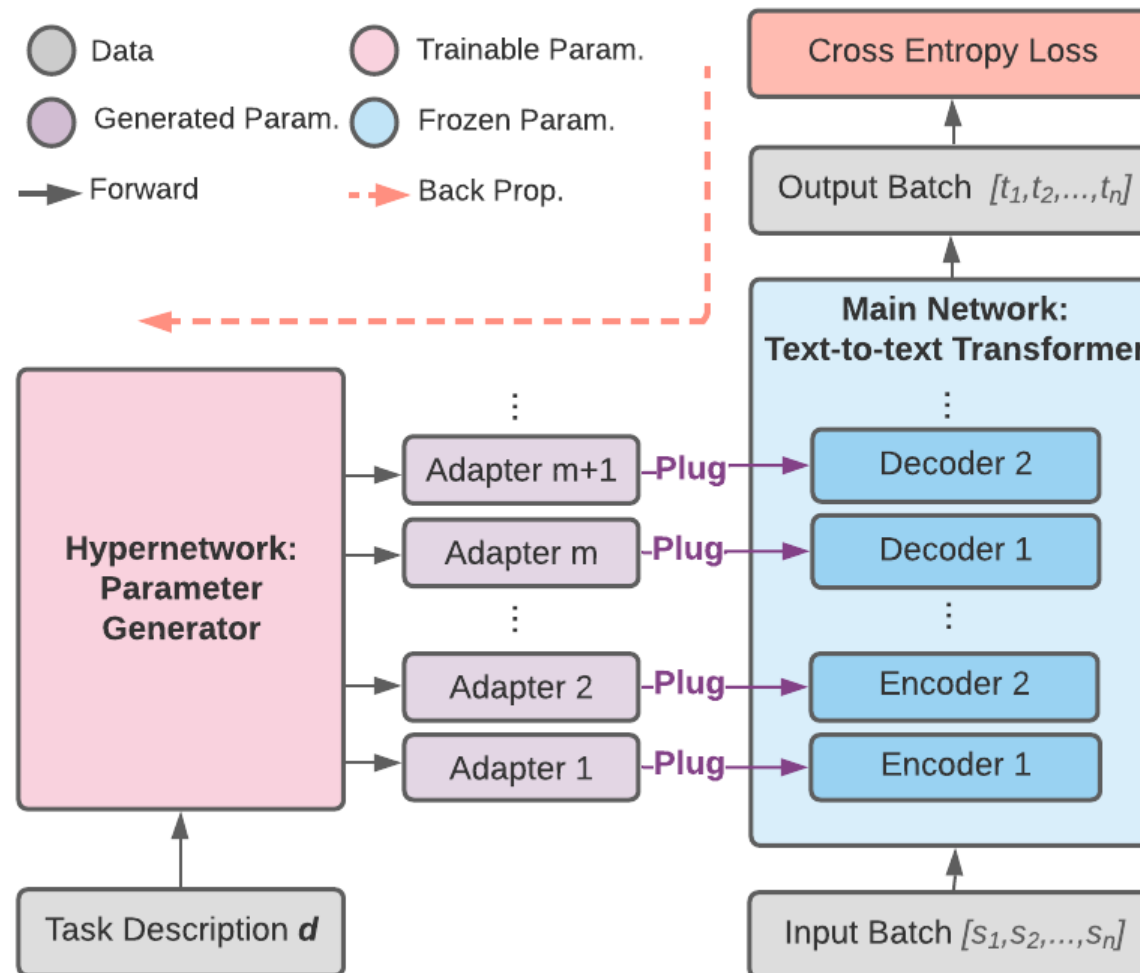 Data
Trainable Param.
Generated Param.
Frozen Param.
Forward
Back Prop.
Cross Entropy Loss
Output Batch [t₁,t₂,...,tₙ]
Main Network:
Text-to-text Transformer
⋮
⋮
Adapter m+1
Plug
Decoder 2
Adapter m
Plug
Decoder 1
⋮
⋮
Hypernetwork:
Parameter
Generator
Adapter 2
Plug
Encoder 2
Adapter 1
Plug
Encoder 1
Task Description d
Input Batch [s₁,s₂,...,sₙ]